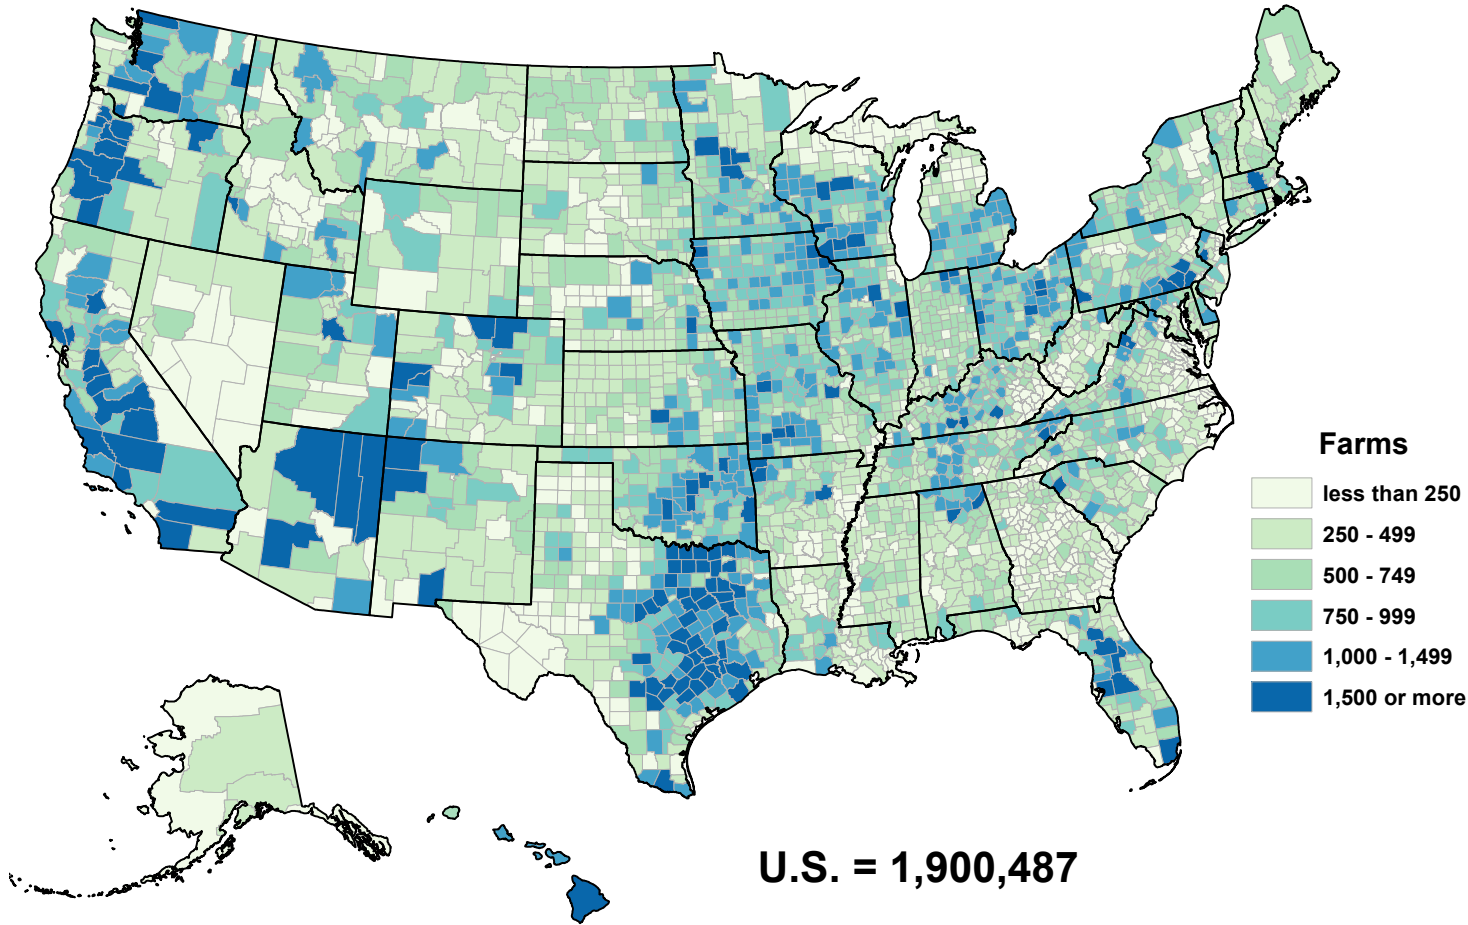 Farms
less than 250
250 - 499
500 - 749
750 - 999
1,000 - 1,499
1,500 or more
U.S. = 1,900,487